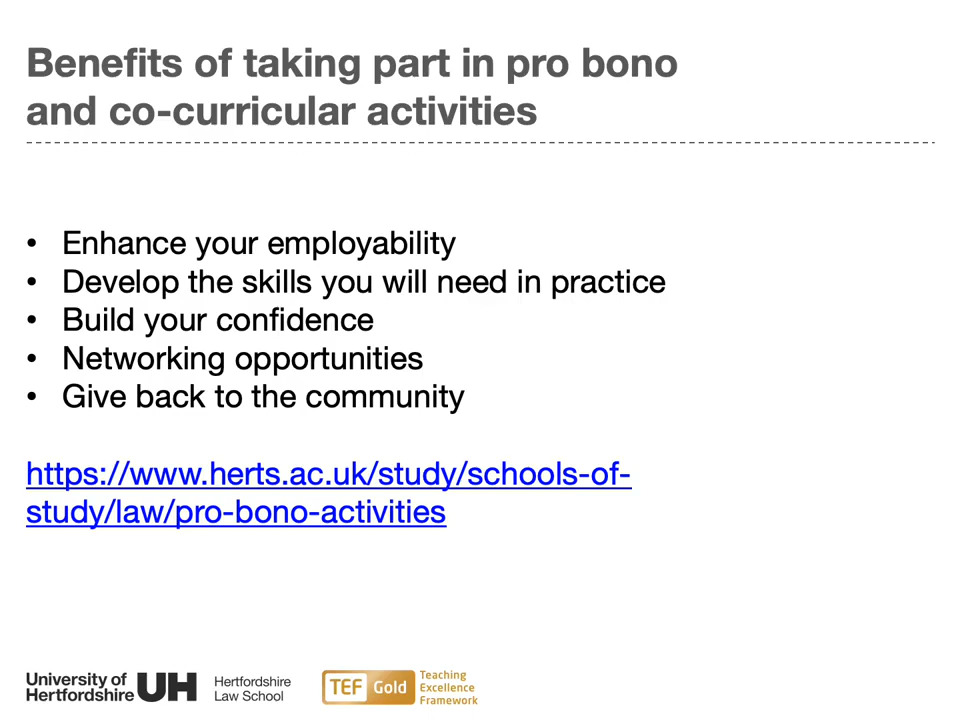 Benefits of taking part in pro bono
and co-curricular activities
• Enhance your employability
• Develop the skills you will need in practice
• Build your confidence
• Networking opportunities
• Give back to the community
https://www.herts.ac.uk/study/schools-of-
study/law/pro-bono-activities
University of
Hertfordshire UH
Hertfordshire
Law School
TEF Gold
Teaching
Excellence
Framework